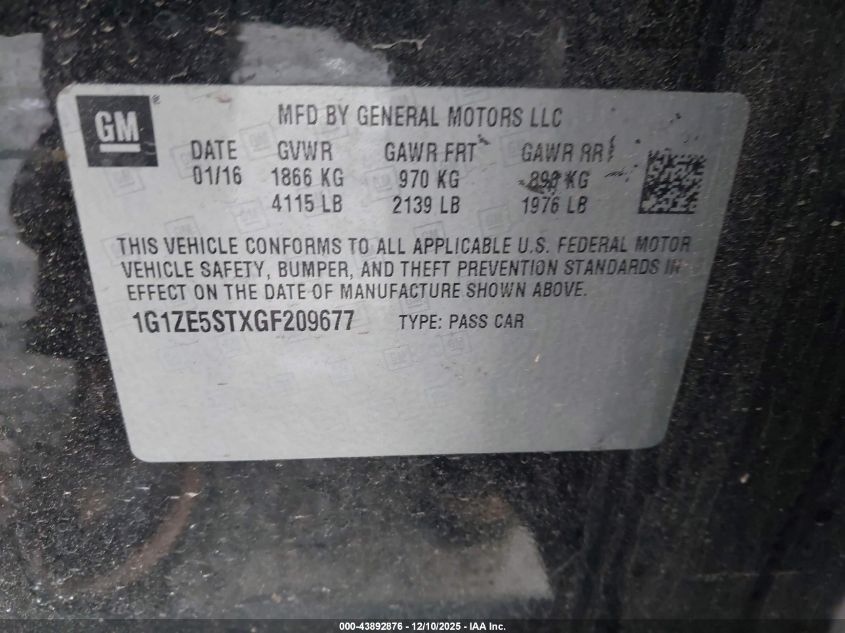 GM
MFD BY GENERAL MOTORS LLC
DATE GVWR GAWR FRT GAWR RR
01/16 1866 KG 970 KG 896 KG
4115 LB 2139 LB 1976 LB
THIS VEHICLE CONFORMS TO ALL APPLICABLE U.S. FEDERAL MOTOR
VEHICLE SAFETY, BUMPER, AND THEFT PREVENTION STANDARDS IN
EFFECT ON THE DATE OF MANUFACTURE SHOWN ABOVE.
1G1ZE5STXGF209677 TYPE: PASS CAR
000-43892876 - 12/10/2025 - IAA Inc.